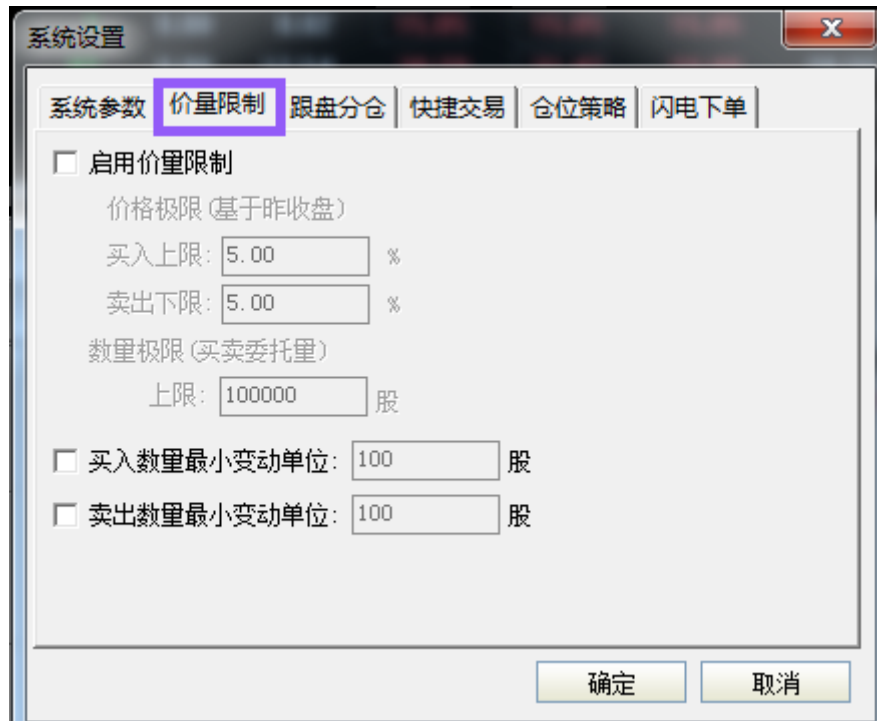 系统设置
系统参数 价量限制 跟盘分仓 快捷交易 仓位策略 闪电下单
启用价量限制
价格极限(基于昨收盘)
买入上限: 5.00 %
卖出下限: 5.00 %
数量极限(买卖委托量)
上限: 100000 股
买入数量最小变动单位: 100 股
卖出数量最小变动单位: 100 股
确定 取消